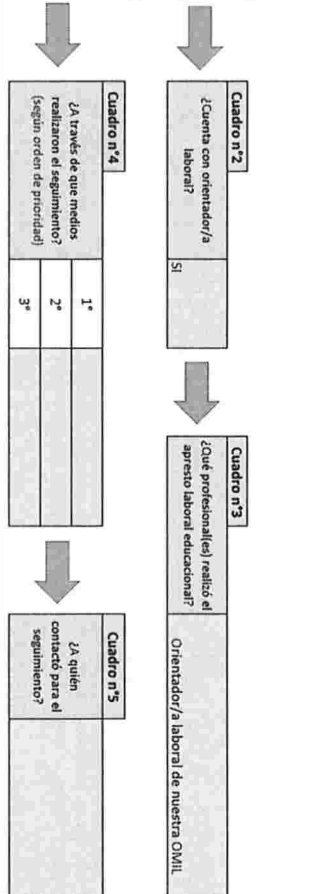 Cuadro n°2
¿Cuenta con orientador/a
laboral?
SI
Cuadro n°3
¿Qué profesional(es) realizó el
apresto laboral educacional?
Orientador/a laboral de nuestra OMIL
Cuadro n°4
¿A través de que medios
realizaron el seguimiento?
(según orden de prioridad)
1°
2°
3°
Cuadro n°5
¿A quién
contactó para el
seguimiento?